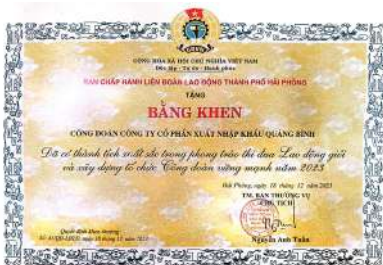 CỘNG HÒA XÃ HỘI CHỦ NGHĨA VIỆT NAM
Độc lập - Tự do - Hạnh phúc
BAN CHẤP HÀNH LIÊN ĐOÀN LAO ĐỘNG THÀNH PHỐ HẢI PHÒNG
TẶNG
BẰNG KHEN
CÔNG ĐOÀN CÔNG TY CỔ PHẦN XUẤT NHẬP KHẨU QUẢNG BÌNH
Đã có thành tích xuất sắc trong phong trào thi đua Lao động giỏi
và xây dựng tổ chức Công đoàn vững mạnh năm 2023
Hải Phòng, ngày 18 tháng 12 năm 2023
TM. BAN THƯỜNG VỤ
CHỦ TỊCH
Quyết định khen thưởng
Nguyễn Anh Tuân